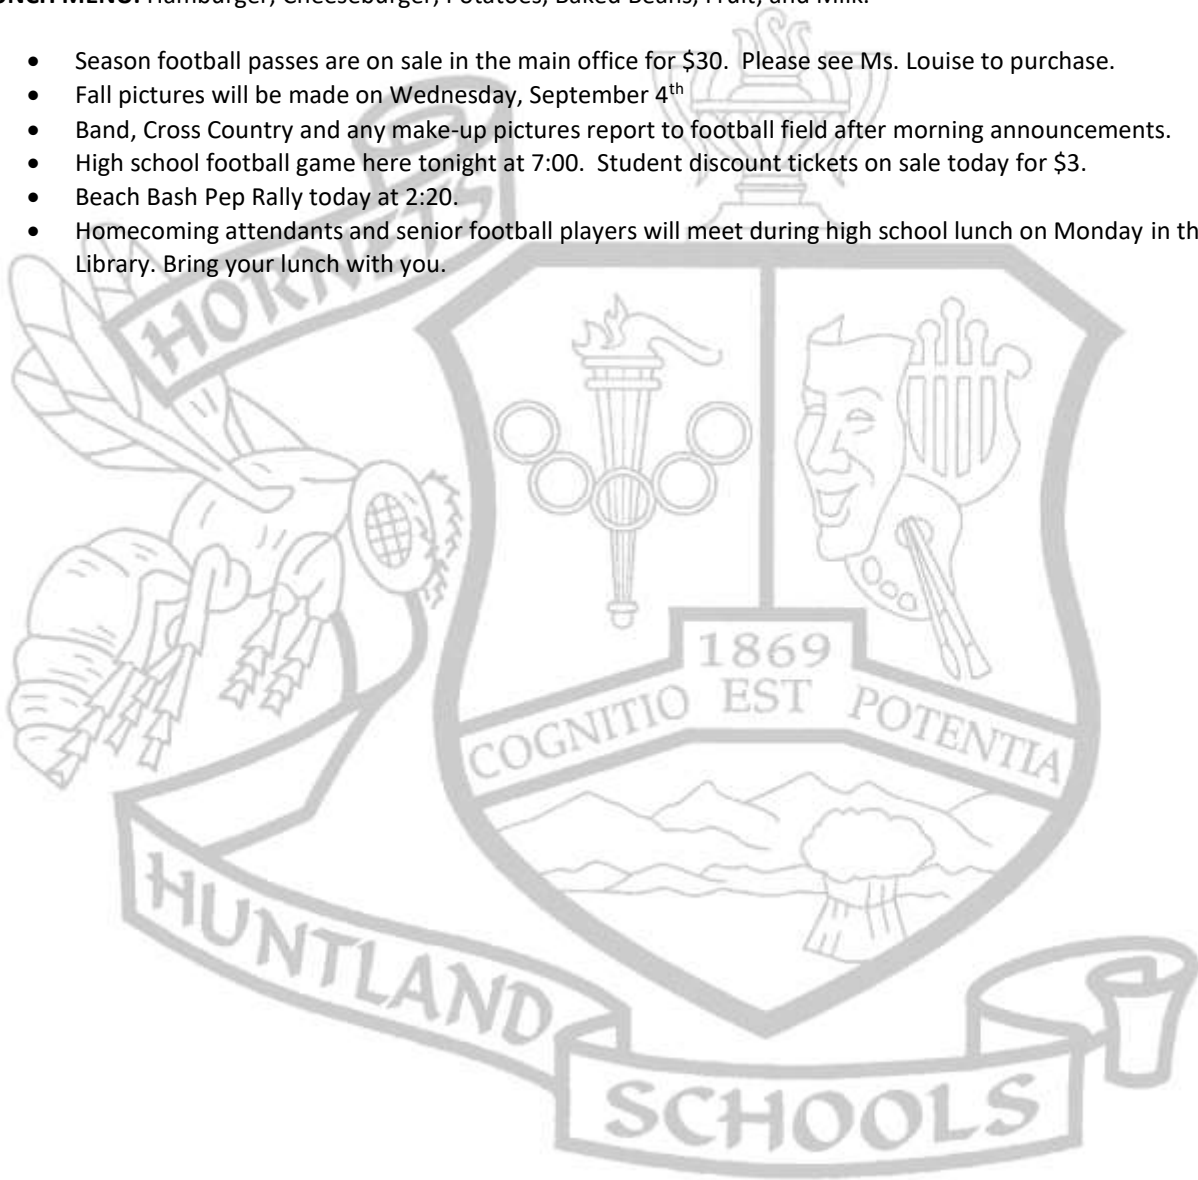 MENU: Hamburger, Cheeseburger, Potatoes, Baked Beans, Fruit, and Milk.
• Season football passes are on sale in the main office for $30. Please see Ms. Louise to purchase.
• Fall pictures will be made on Wednesday, September 4th
• Band, Cross Country and any make-up pictures report to football field after morning announcements.
• High school football game here tonight at 7:00. Student discount tickets on sale today for $3.
• Beach Bash Pep Rally today at 2:20.
• Homecoming attendants and senior football players will meet during high school lunch on Monday in th
Library. Bring your lunch with you.
HORNETS
1869
COGNITIO EST POTENTIA
HUNTLAND
SCHOOLS